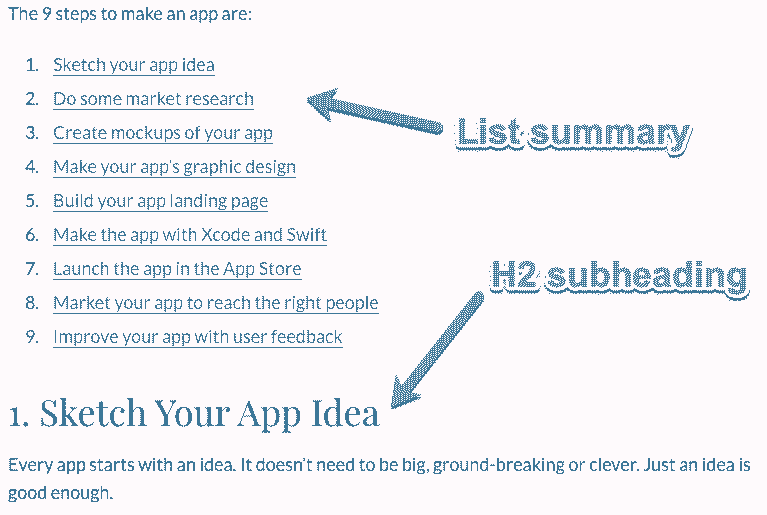 The 9 steps to make an app are:
1. Sketch your app idea
2. Do some market research
List summary
3. Create mockups of your app
4. Make your app's graphic design
5. Build your app landing page
6. Make the app with Xcode and Swift
7. Launch the app in the App Store
H2 subheading
8. Market your app to reach the right people
9. Improve your app with user feedback
1. Sketch Your App Idea
Every app starts with an idea. It doesn't need to be big, ground-breaking or clever. Just an idea is
good enough.